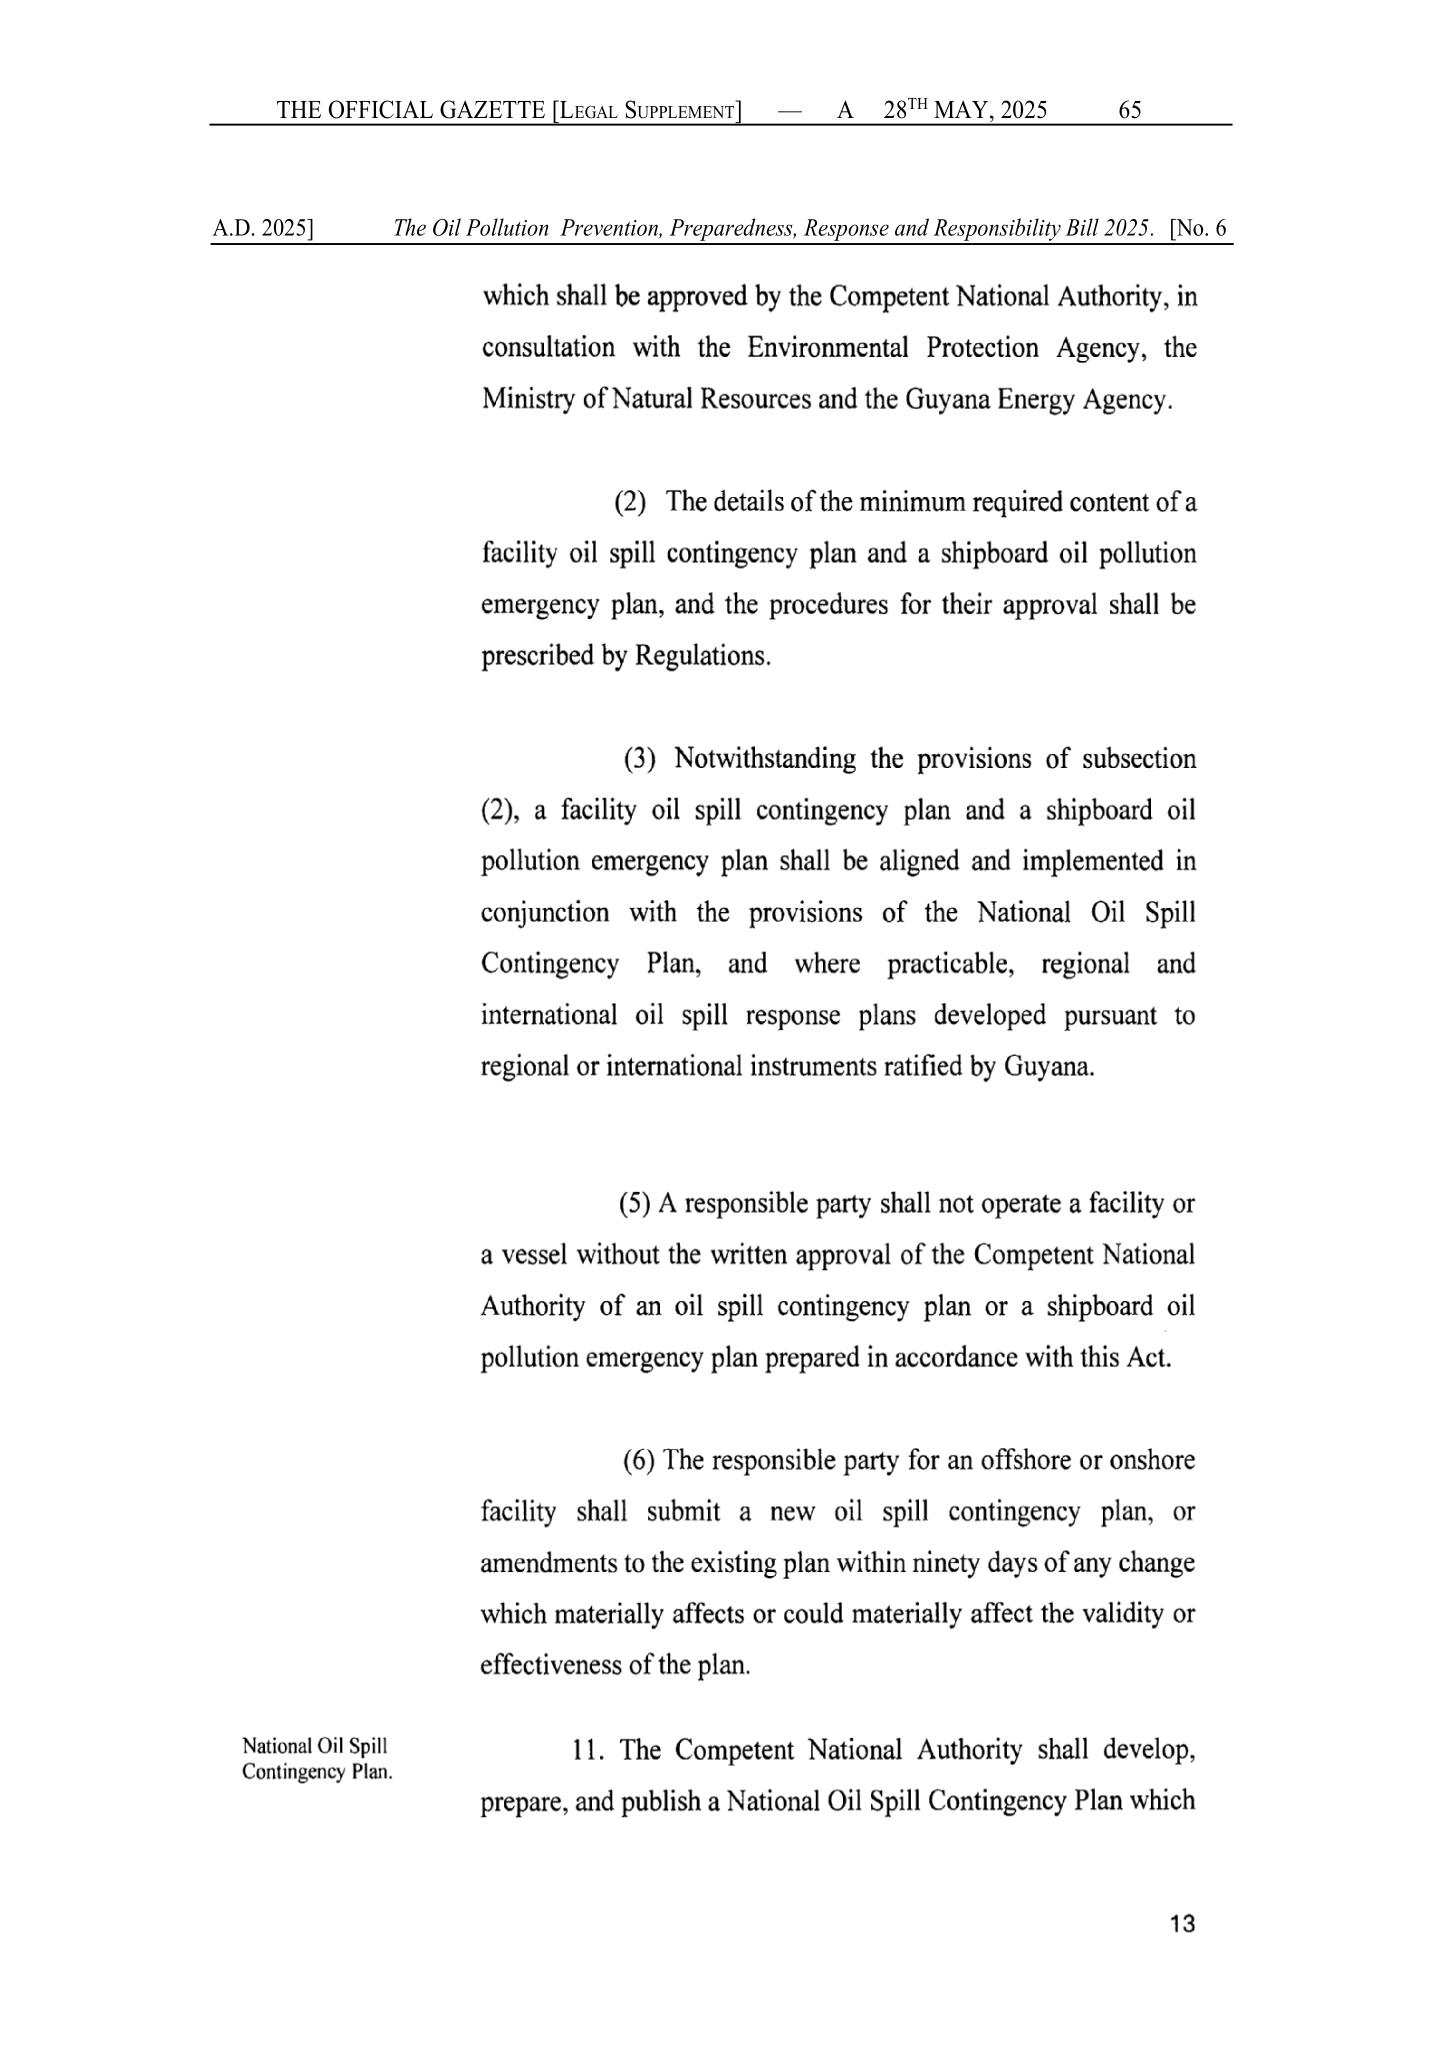 THE OFFICIAL GAZETTE [LEGAL SUPPLEMENT] — A 28TH MAY, 2025 65
A.D. 2025] The Oil Pollution Prevention, Preparedness, Response and Responsibility Bill 2025. [No. 6
which shall be approved by the Competent National Authority, in
consultation with the Environmental Protection Agency, the
Ministry of Natural Resources and the Guyana Energy Agency.
(2) The details of the minimum required content of a
facility oil spill contingency plan and a shipboard oil pollution
emergency plan, and the procedures for their approval shall be
prescribed by Regulations.
(3) Notwithstanding the provisions of subsection
(2), a facility oil spill contingency plan and a shipboard oil
pollution emergency plan shall be aligned and implemented in
conjunction with the provisions of the National Oil Spill
Contingency Plan, and where practicable, regional and
international oil spill response plans developed pursuant to
regional or international instruments ratified by Guyana.
(5) A responsible party shall not operate a facility or
a vessel without the written approval of the Competent National
Authority of an oil spill contingency plan or a shipboard oil
pollution emergency plan prepared in accordance with this Act.
(6) The responsible party for an offshore or onshore
facility shall submit a new oil spill contingency plan, or
amendments to the existing plan within ninety days of any change
which materially affects or could materially affect the validity or
effectiveness of the plan.
National Oil Spill
Contingency Plan.
11. The Competent National Authority shall develop,
prepare, and publish a National Oil Spill Contingency Plan which
13